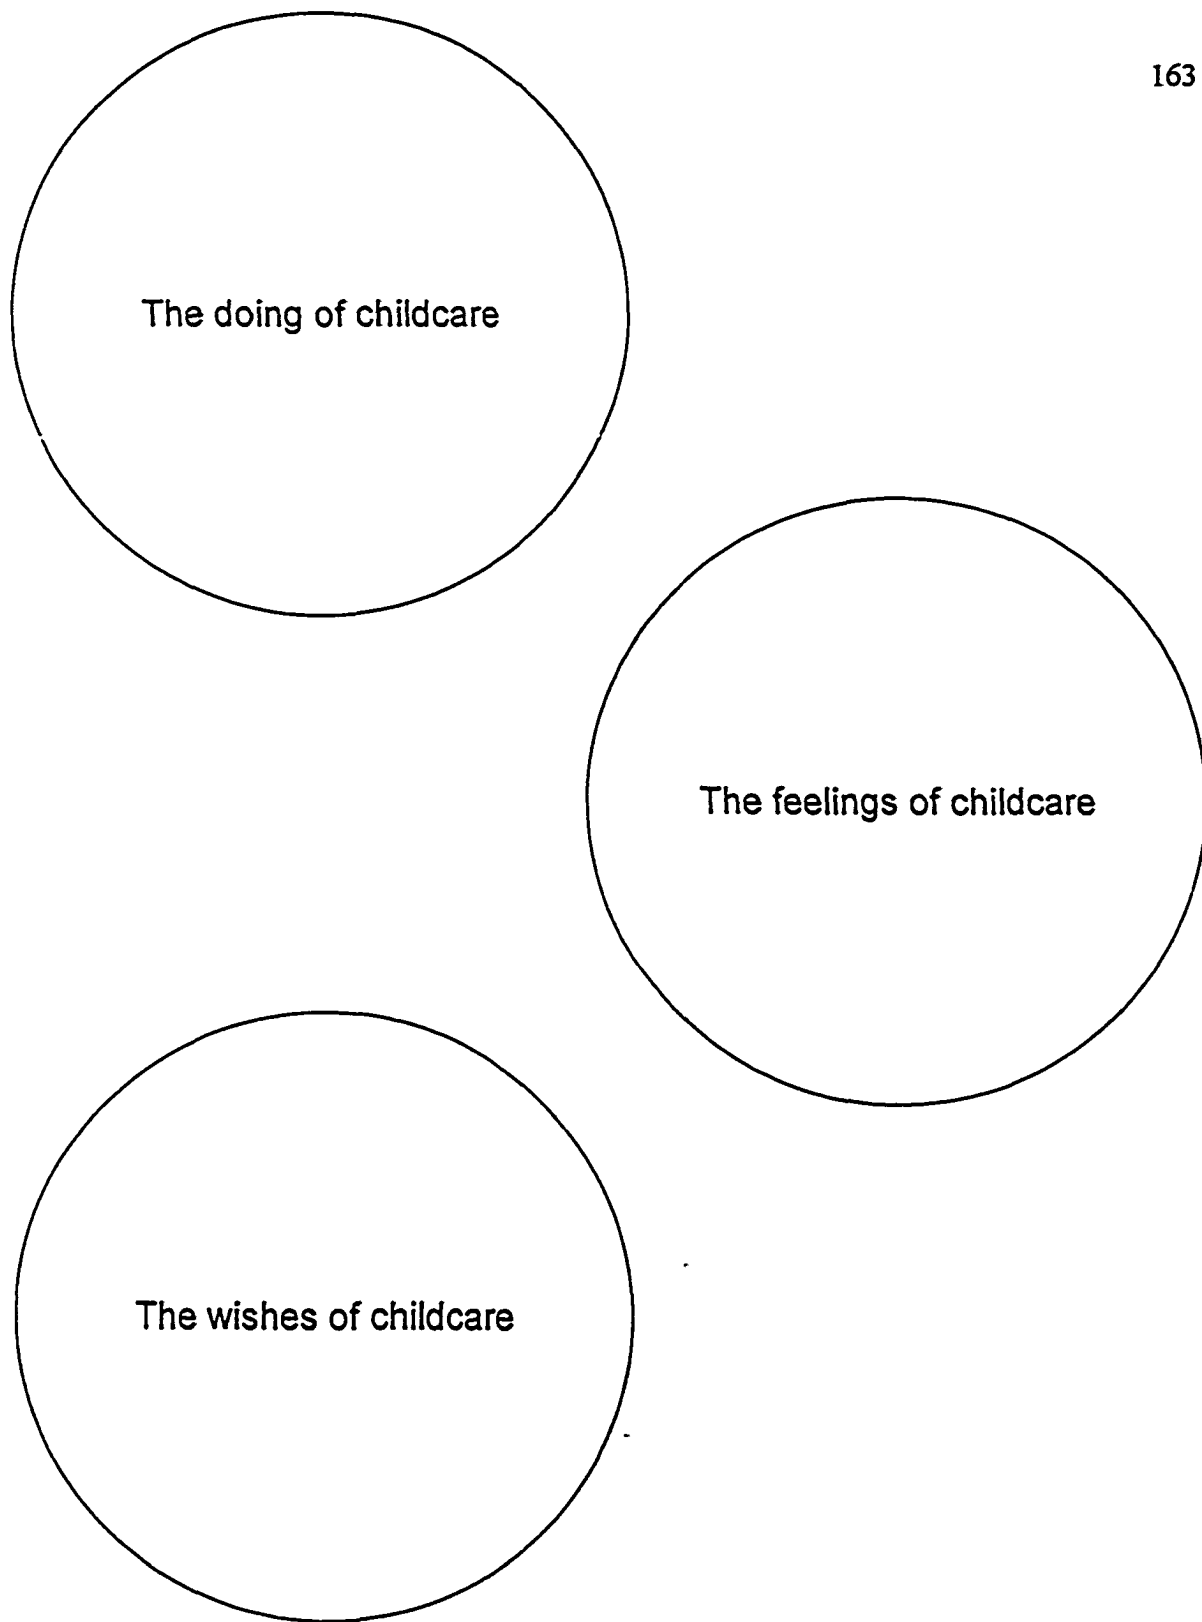 163
The doing of childcare
The feelings of childcare
The wishes of childcare